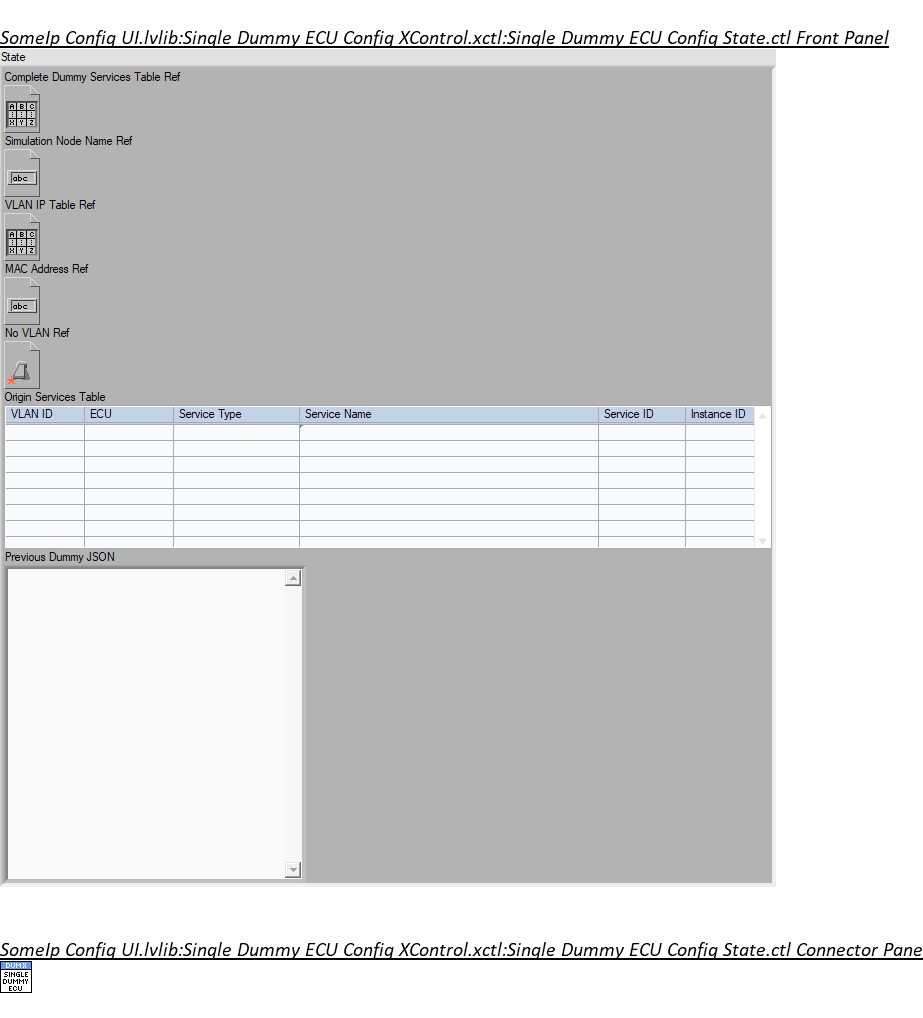 SomeIp Config UI.lvlib:Single Dummy ECU Config XControl.xctl:Single Dummy ECU Config State.ctl Front Panel
State
Complete Dummy Services Table Ref
A B C
X Y Z
Simulation Node Name Ref
abc
VLAN IP Table Ref
A B C
X Y Z
MAC Address Ref
abc
No VLAN Ref
Origin Services Table
VLAN ID ECU Service Type Service Name Service ID Instance ID
Previous Dummy JSON
SomeIp Config UI.lvlib:Single Dummy ECU Config XControl.xctl:Single Dummy ECU Config State.ctl Connector Pane
DUMY
SINGLE
DUMMY
ECU